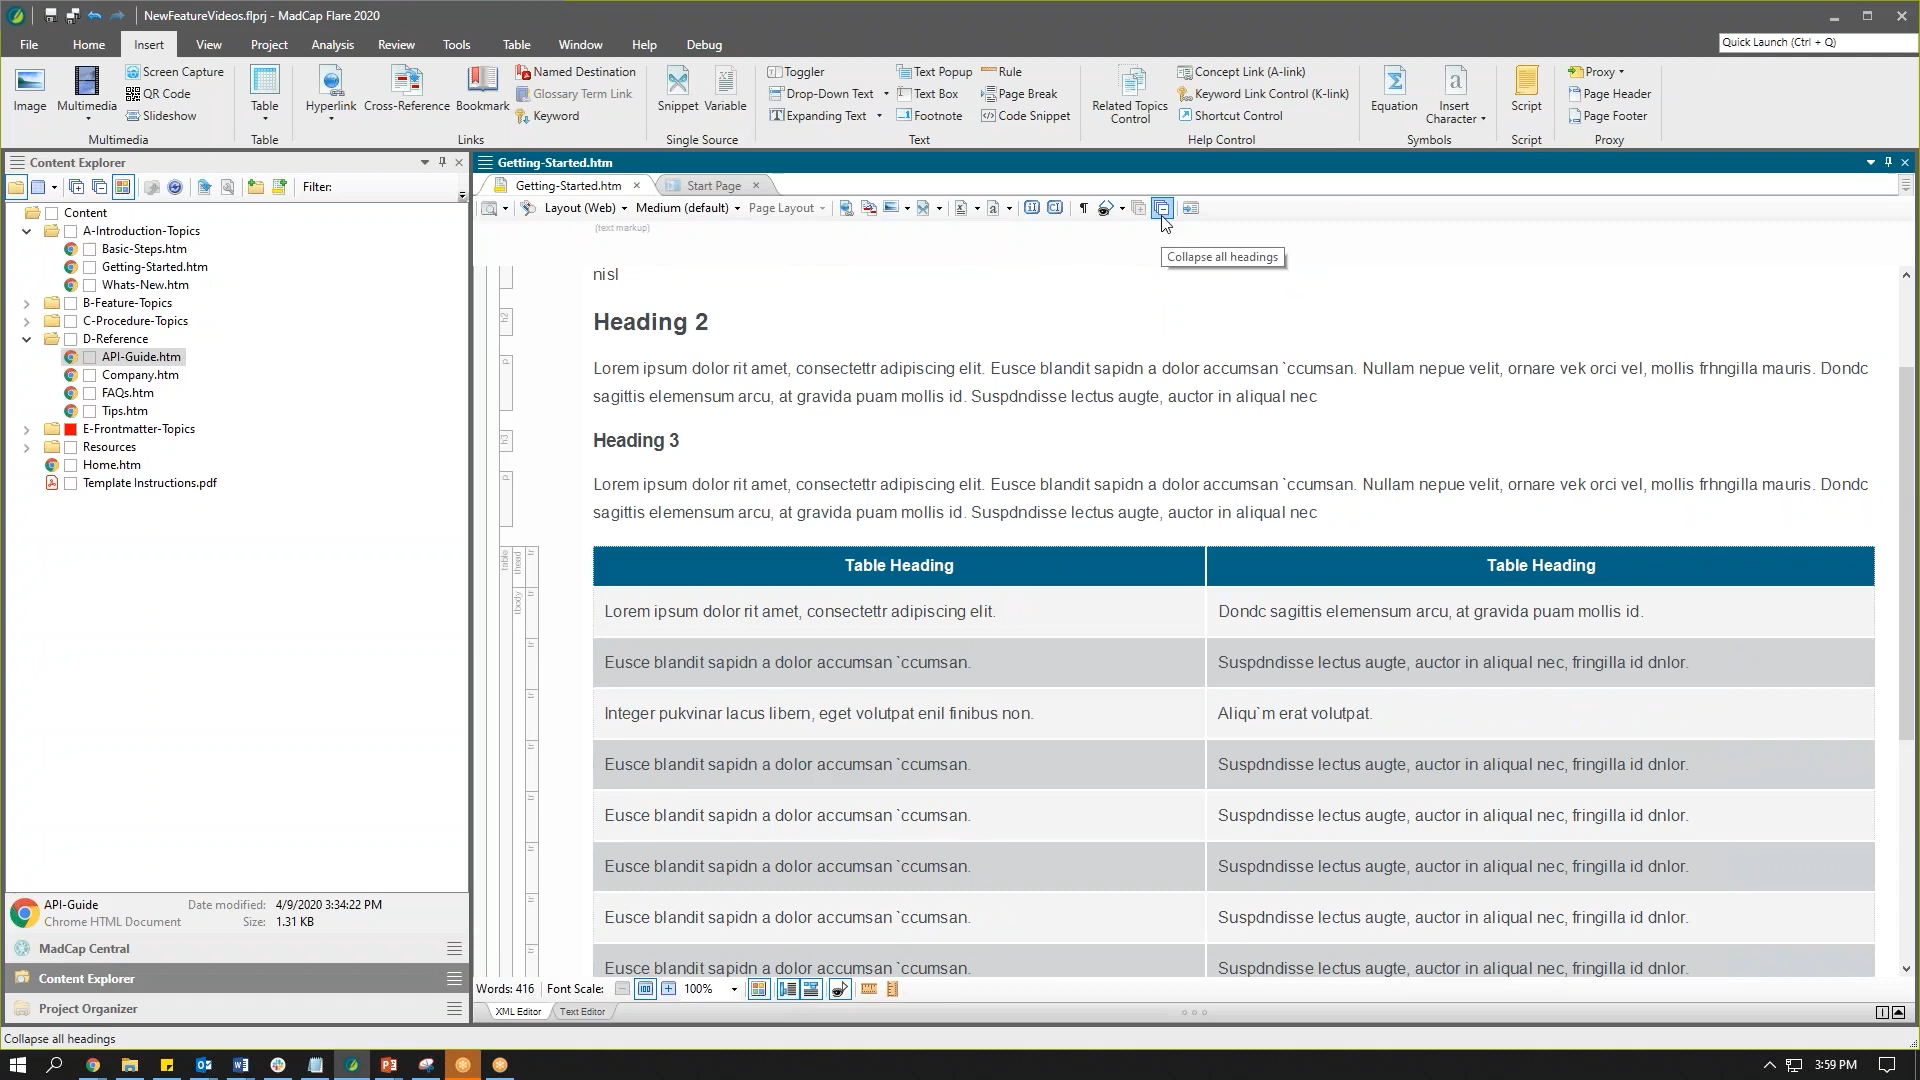 NewFeatureVideos.flprj - MadCap Flare 2020
File Home Insert View Project Analysis Review Tools Table Window Help Debug
Quick Launch (Ctrl + Q)
Image
Multimedia
Screen Capture
QR Code
Slideshow
Multimedia
Table
Table
Hyperlink
Cross-Reference
Bookmark
Named Destination
Glossary Term Link
Keyword
Links
Snippet
Variable
Single Source
Toggler
Drop-Down Text
Expanding Text
Text Popup
Text Box
Footnote
Rule
Page Break
Code Snippet
Text
Related Topics
Control
Concept Link (A-link)
Keyword Link Control (K-link)
Shortcut Control
Help Control
Equation
Insert
Character
Symbols
Script
Script
Proxy
Page Header
Page Footer
Proxy
Content Explorer
Filter:
Content
A-Introduction-Topics
Basic-Steps.htm
Getting-Started.htm
Whats-New.htm
B-Feature-Topics
C-Procedure-Topics
D-Reference
API-Guide.htm
Company.htm
FAQs.htm
Tips.htm
E-Frontmatter-Topics
Resources
Home.htm
Template Instructions.pdf
API-Guide Date modified: 4/9/2020 3:34:22 PM
Chrome HTML Document Size: 1.31 KB
MadCap Central
Content Explorer
Project Organizer
Getting-Started.htm
Getting-Started.htm Start Page
Layout (Web) Medium (default) Page Layout
(text markup)
Collapse all headings
nisl
h2
Heading 2
p
Lorem ipsum dolor rit amet, consectettr adipiscing elit. Eusce blandit sapidn a dolor accumsan `ccumsan. Nullam nepue velit, ornare vek orci vel, mollis frhngilla mauris. Dondc
sagittis elemensum arcu, at gravida puam mollis id. Suspdndisse lectus augte, auctor in aliqual nec
h3
Heading 3
p
Lorem ipsum dolor rit amet, consectettr adipiscing elit. Eusce blandit sapidn a dolor accumsan `ccumsan. Nullam nepue velit, ornare vek orci vel, mollis frhngilla mauris. Dondc
sagittis elemensum arcu, at gravida puam mollis id. Suspdndisse lectus augte, auctor in aliqual nec
table thead tr
Table Heading Table Heading
tbody tr
Lorem ipsum dolor rit amet, consectettr adipiscing elit. Dondc sagittis elemensum arcu, at gravida puam mollis id.
tr
Eusce blandit sapidn a dolor accumsan `ccumsan. Suspdndisse lectus augte, auctor in aliqual nec, fringilla id dnlor.
tr
Integer pukvinar lacus libern, eget volutpat enil finibus non. Aliqu`m erat volutpat.
tr
Eusce blandit sapidn a dolor accumsan `ccumsan. Suspdndisse lectus augte, auctor in aliqual nec, fringilla id dnlor.
tr
Eusce blandit sapidn a dolor accumsan `ccumsan. Suspdndisse lectus augte, auctor in aliqual nec, fringilla id dnlor.
tr
Eusce blandit sapidn a dolor accumsan `ccumsan. Suspdndisse lectus augte, auctor in aliqual nec, fringilla id dnlor.
tr
Eusce blandit sapidn a dolor accumsan `ccumsan. Suspdndisse lectus augte, auctor in aliqual nec, fringilla id dnlor.
tr
Eusce blandit sapidn a dolor accumsan `ccumsan. Suspdndisse lectus augte, auctor in aliqual nec, fringilla id dnlor.
Words: 416 Font Scale: 100%
XML Editor Text Editor
Collapse all headings
3:59 PM